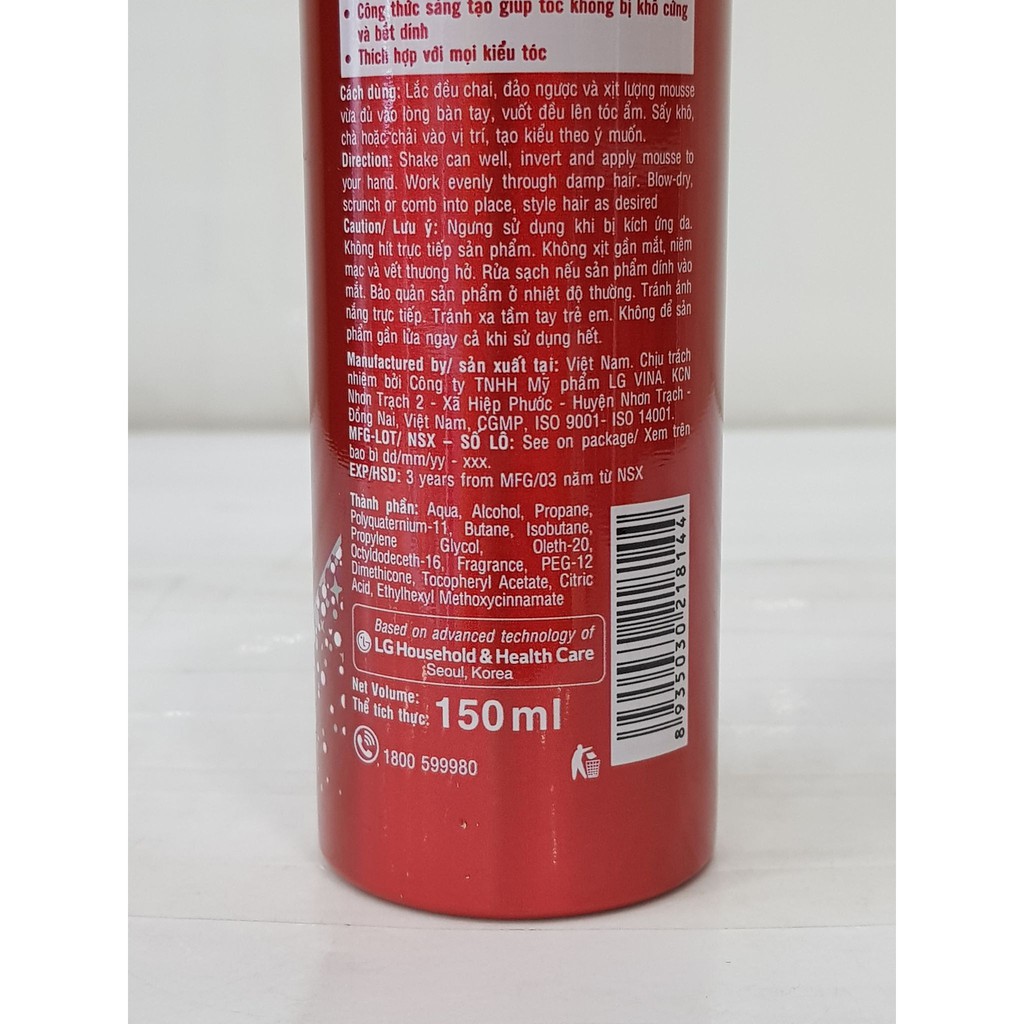 • Công thức sáng tạo giúp tóc không bị khô cứng
và bết dính
• Thích hợp với mọi kiểu tóc
Cách dùng: Lắc đều chai, đảo ngược và xịt lượng mousse
vừa đủ vào lòng bàn tay, vuốt đều lên tóc ẩm. Sấy khô,
chà hoặc chải vào vị trí, tạo kiểu theo ý muốn.
Direction: Shake can well, invert and apply mousse to
your hand. Work evenly through damp hair. Blow-dry,
scrunch or comb into place, style hair as desired
Caution/ Lưu ý: Ngưng sử dụng khi bị kích ứng da.
Không hít trực tiếp sản phẩm. Không xịt gần mắt, niêm
mạc và vết thương hở. Rửa sạch nếu sản phẩm dính vào
mắt. Bảo quản sản phẩm ở nhiệt độ thường. Tránh ánh
nắng trực tiếp. Tránh xa tầm tay trẻ em. Không để sản
phẩm gần lửa ngay cả khi sử dụng hết.
Manufactured by/ sản xuất tại: Việt Nam. Chịu trách
nhiệm bởi Công ty TNHH Mỹ phẩm LG VINA. KCN
Nhơn Trạch 2 - Xã Hiệp Phước - Huyện Nhơn Trạch -
Đồng Nai, Việt Nam, CGMP, ISO 9001- ISO 14001.
MFG-LOT/ NSX – SỐ LÔ: See on package/ Xem trên
bao bì dd/mm/yy - xxx.
EXP/HSD: 3 years from MFG/03 năm từ NSX
Thành phần: Aqua, Alcohol, Propane,
Polyquaternium-11, Butane, Isobutane,
Propylene Glycol, Oleth-20,
Octyldodeceth-16, Fragrance, PEG-12
Dimethicone, Tocopheryl Acetate, Citric
Acid, Ethylhexyl Methoxycinnamate
Based on advanced technology of
LG Household & Health Care
Seoul, Korea
Net Volume:
Thể tích thực: 150 ml
1800 599980
8 935030 218144